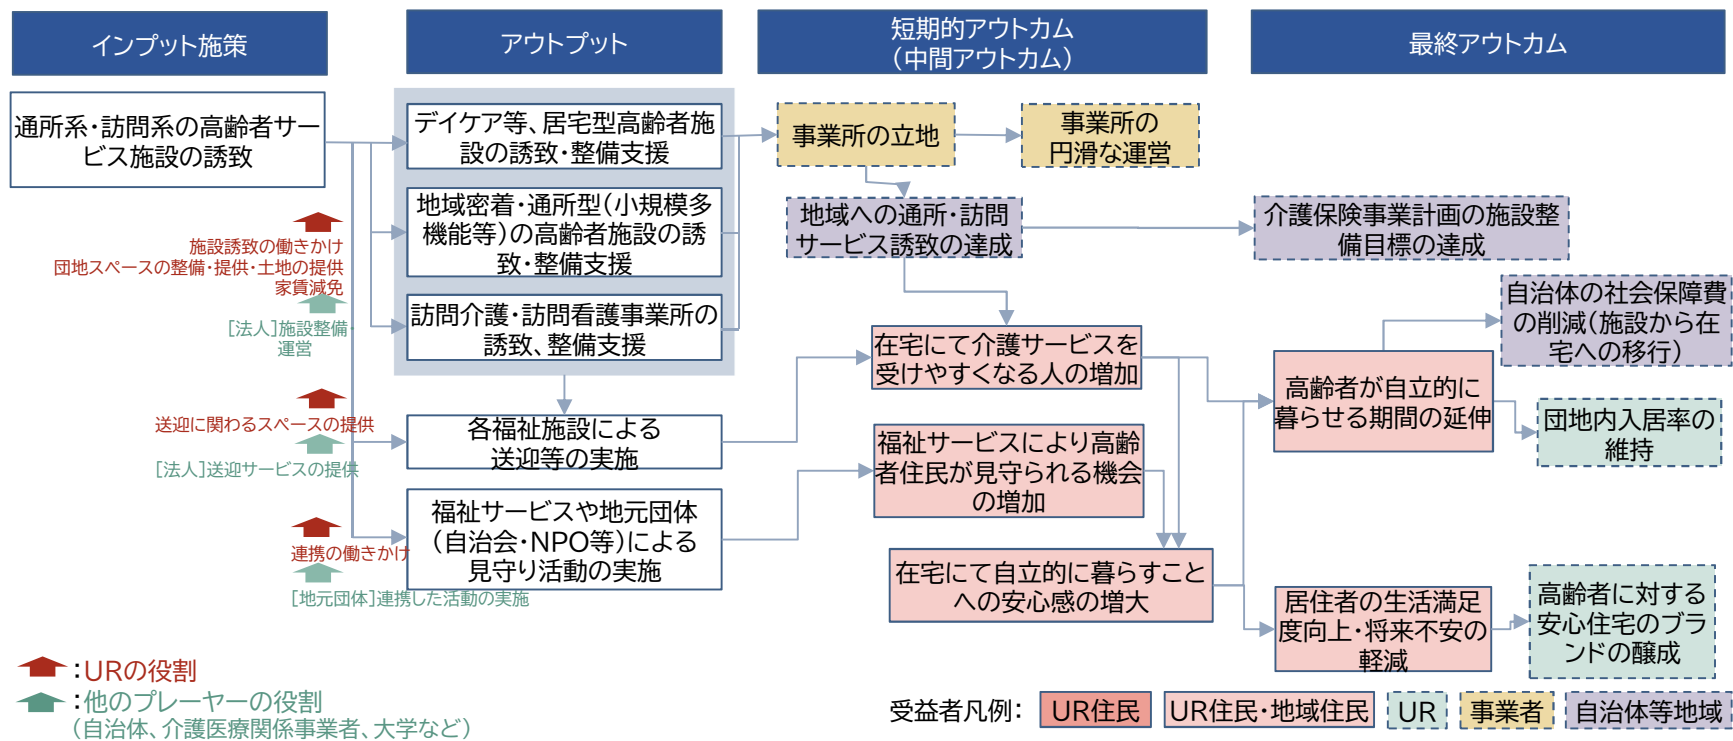 インプット施策
アウトプット
短期的アウトカム
（中間アウトカム）
最終アウトカム
通所系・訪問系の高齢者サー
ビス施設の誘致
デイケア等、居宅型高齢者施
設の誘致・整備支援
地域密着・通所型（小規模多
機能等）の高齢者施設の誘
致・整備支援
訪問介護・訪問看護事業所の
誘致、整備支援
各福祉施設による
送迎等の実施
福祉サービスや地元団体
（自治会・NPO等）による
見守り活動の実施
施設誘致の働きかけ
団地スペースの整備・提供・土地の提供
家賃減免
［法人］施設整備・
運営
送迎に関わるスペースの提供
［法人］送迎サービスの提供
連携の働きかけ
［地元団体］連携した活動の実施
事業所の立地
事業所の
円滑な運営
地域への通所・訪問
サービス誘致の達成
在宅にて介護サービスを
受けやすくなる人の増加
福祉サービスにより高齢
者住民が見守られる機会
の増加
在宅にて自立的に暮らすこと
への安心感の増大
介護保険事業計画の施設整
備目標の達成
自治体の社会保障費
の削減（施設から在
宅への移行）
高齢者が自立的に
暮らせる期間の延伸
団地内入居率の
維持
居住者の生活満足
度向上・将来不安の
軽減
高齢者に対する
安心住宅のブラ
ンドの醸成
：URの役割
：他のプレーヤーの役割
（自治体、介護医療関係事業者、大学など）
受益者凡例：
UR住民
UR住民・地域住民
UR
事業者
自治体等地域